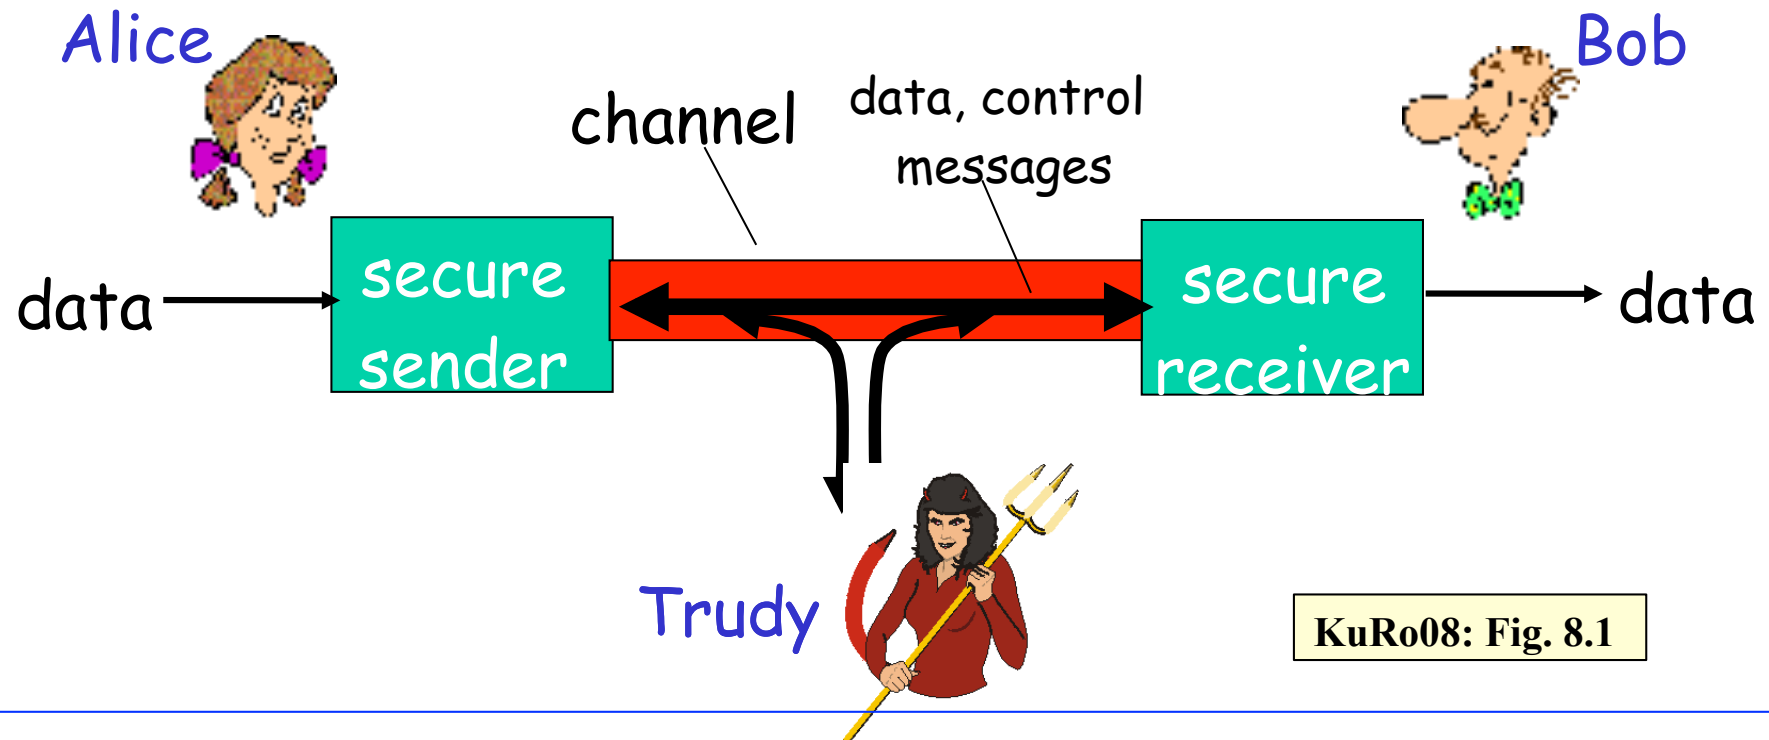 Alice
Bob
channel
data, control
messages
data
secure
sender
secure
receiver
data
Trudy
KuRo08: Fig. 8.1